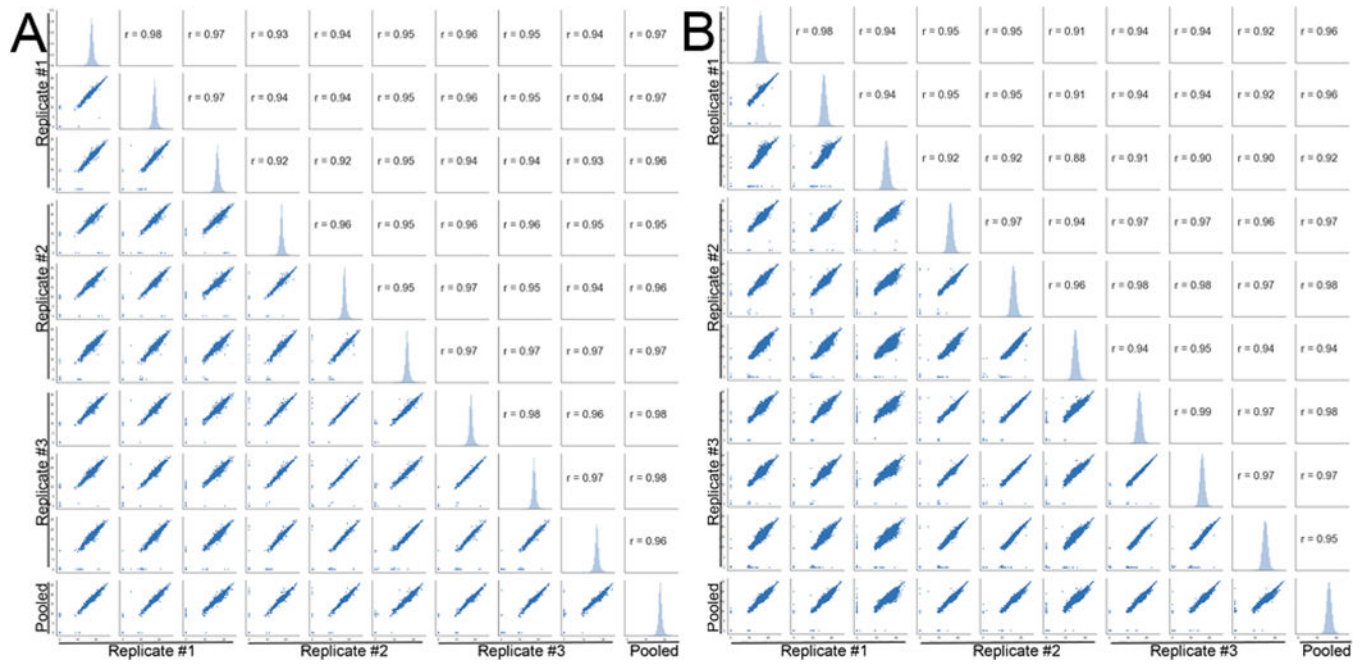 A
r = 0.98 r = 0.97 r = 0.93 r = 0.94 r = 0.95 r = 0.96 r = 0.95 r = 0.94 r = 0.97
r = 0.97 r = 0.94 r = 0.94 r = 0.95 r = 0.96 r = 0.95 r = 0.94 r = 0.97
r = 0.92 r = 0.92 r = 0.95 r = 0.94 r = 0.94 r = 0.93 r = 0.96
r = 0.96 r = 0.95 r = 0.96 r = 0.96 r = 0.95 r = 0.95
r = 0.95 r = 0.97 r = 0.95 r = 0.94 r = 0.96
r = 0.97 r = 0.97 r = 0.97 r = 0.97
r = 0.98 r = 0.96 r = 0.98
r = 0.97 r = 0.98
r = 0.96
Replicate #1
Replicate #2
Replicate #3
Pooled
Replicate #1 Replicate #2 Replicate #3 Pooled
B
r = 0.98 r = 0.94 r = 0.95 r = 0.95 r = 0.91 r = 0.94 r = 0.94 r = 0.92 r = 0.96
r = 0.94 r = 0.95 r = 0.95 r = 0.91 r = 0.94 r = 0.94 r = 0.92 r = 0.96
r = 0.92 r = 0.92 r = 0.88 r = 0.91 r = 0.90 r = 0.90 r = 0.92
r = 0.97 r = 0.94 r = 0.97 r = 0.97 r = 0.96 r = 0.97
r = 0.96 r = 0.98 r = 0.98 r = 0.97 r = 0.98
r = 0.94 r = 0.95 r = 0.94 r = 0.94
r = 0.99 r = 0.97 r = 0.98
r = 0.97 r = 0.97
r = 0.95
Replicate #1
Replicate #2
Replicate #3
Pooled
Replicate #1 Replicate #2 Replicate #3 Pooled